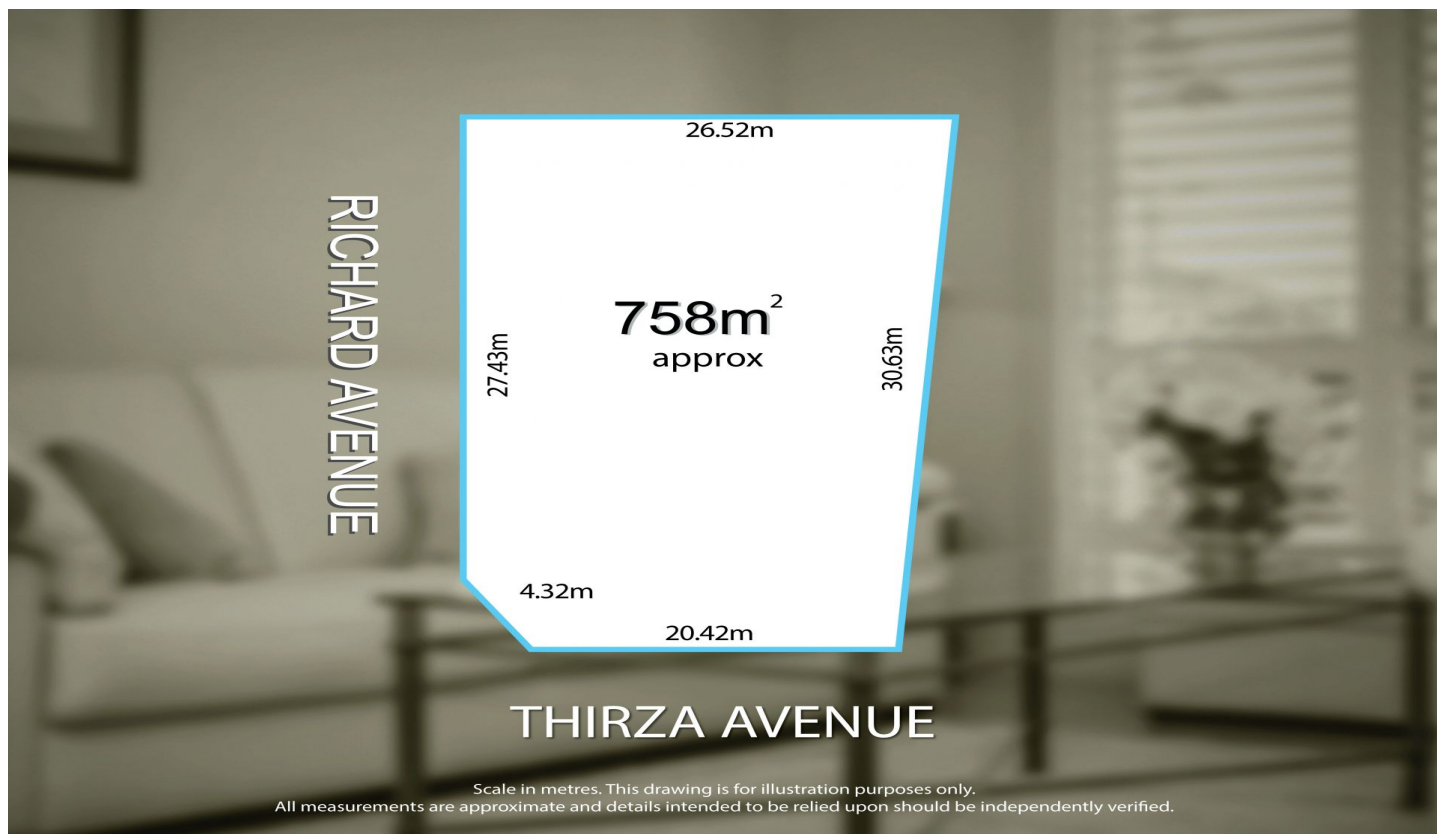 26.52m
RICHARD AVENUE
758m²
approx
27.43m
30.63m
4.32m
20.42m
THIRZA AVENUE
Scale in metres. This drawing is for illustration purposes only.
All measurements are approximate and details intended to be relied upon should be independently verified.